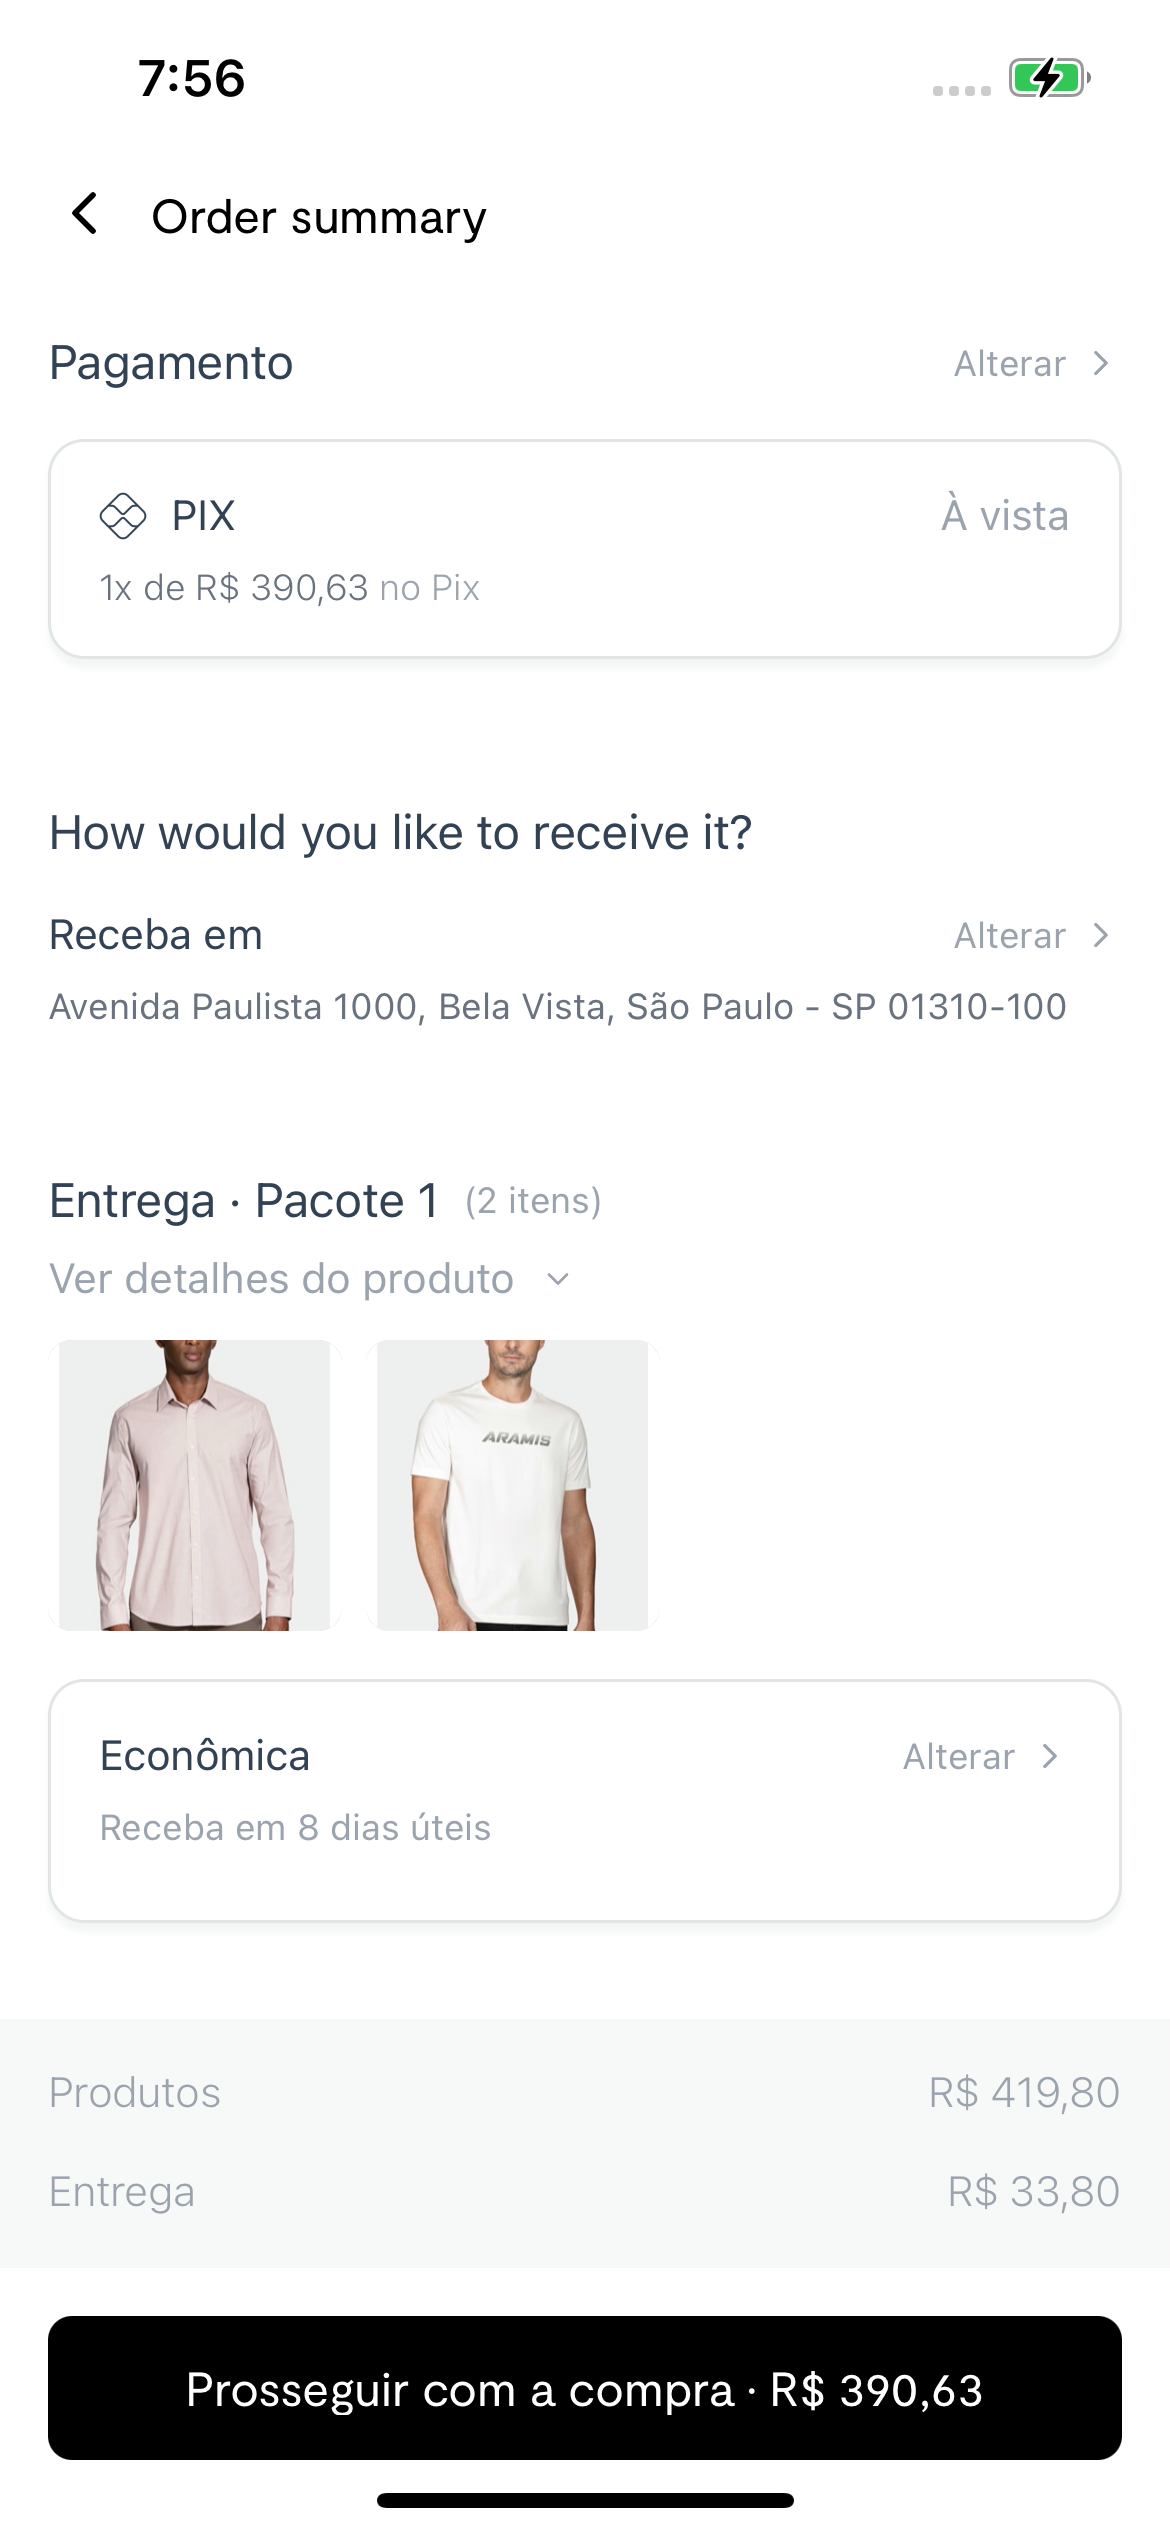 7:56
Order summary
Pagamento
Alterar
PIX
À vista
1x de R$ 390,63 no Pix
How would you like to receive it?
Receba em
Alterar
Avenida Paulista 1000, Bela Vista, São Paulo - SP 01310-100
Entrega · Pacote 1 (2 itens)
Ver detalhes do produto
ARAMIS
Econômica
Alterar
Receba em 8 dias úteis
Produtos
R$ 419,80
Entrega
R$ 33,80
Prosseguir com a compra · R$ 390,63